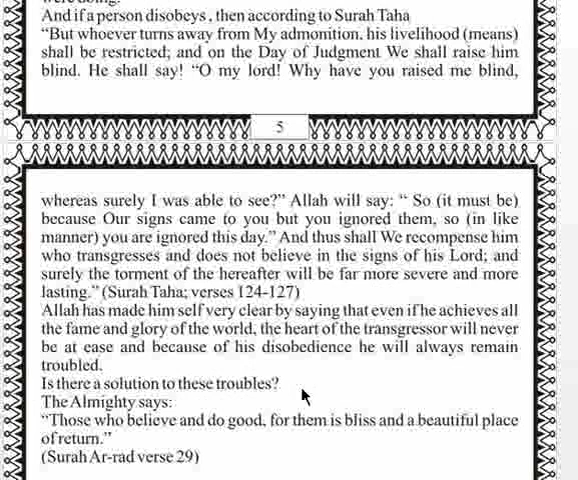 were doing.
And if a person disobeys , then according to Surah Taha
“But whoever turns away from My admonition, his livelihood (means)
shall be restricted; and on the Day of Judgment We shall raise him
blind. He shall say! “O my lord! Why have you raised me blind,
5
whereas surely I was able to see?” Allah will say: “ So (it must be)
because Our signs came to you but you ignored them, so (in like
manner) you are ignored this day.” And thus shall We recompense him
who transgresses and does not believe in the signs of his Lord; and
surely the torment of the hereafter will be far more severe and more
lasting.” (Surah Taha; verses 124-127)
Allah has made him self very clear by saying that even if he achieves all
the fame and glory of the world, the heart of the transgressor will never
be at ease and because of his disobedience he will always remain
troubled.
Is there a solution to these troubles?
The Almighty says:
“Those who believe and do good, for them is bliss and a beautiful place
of return.”
(Surah Ar-rad verse 29)